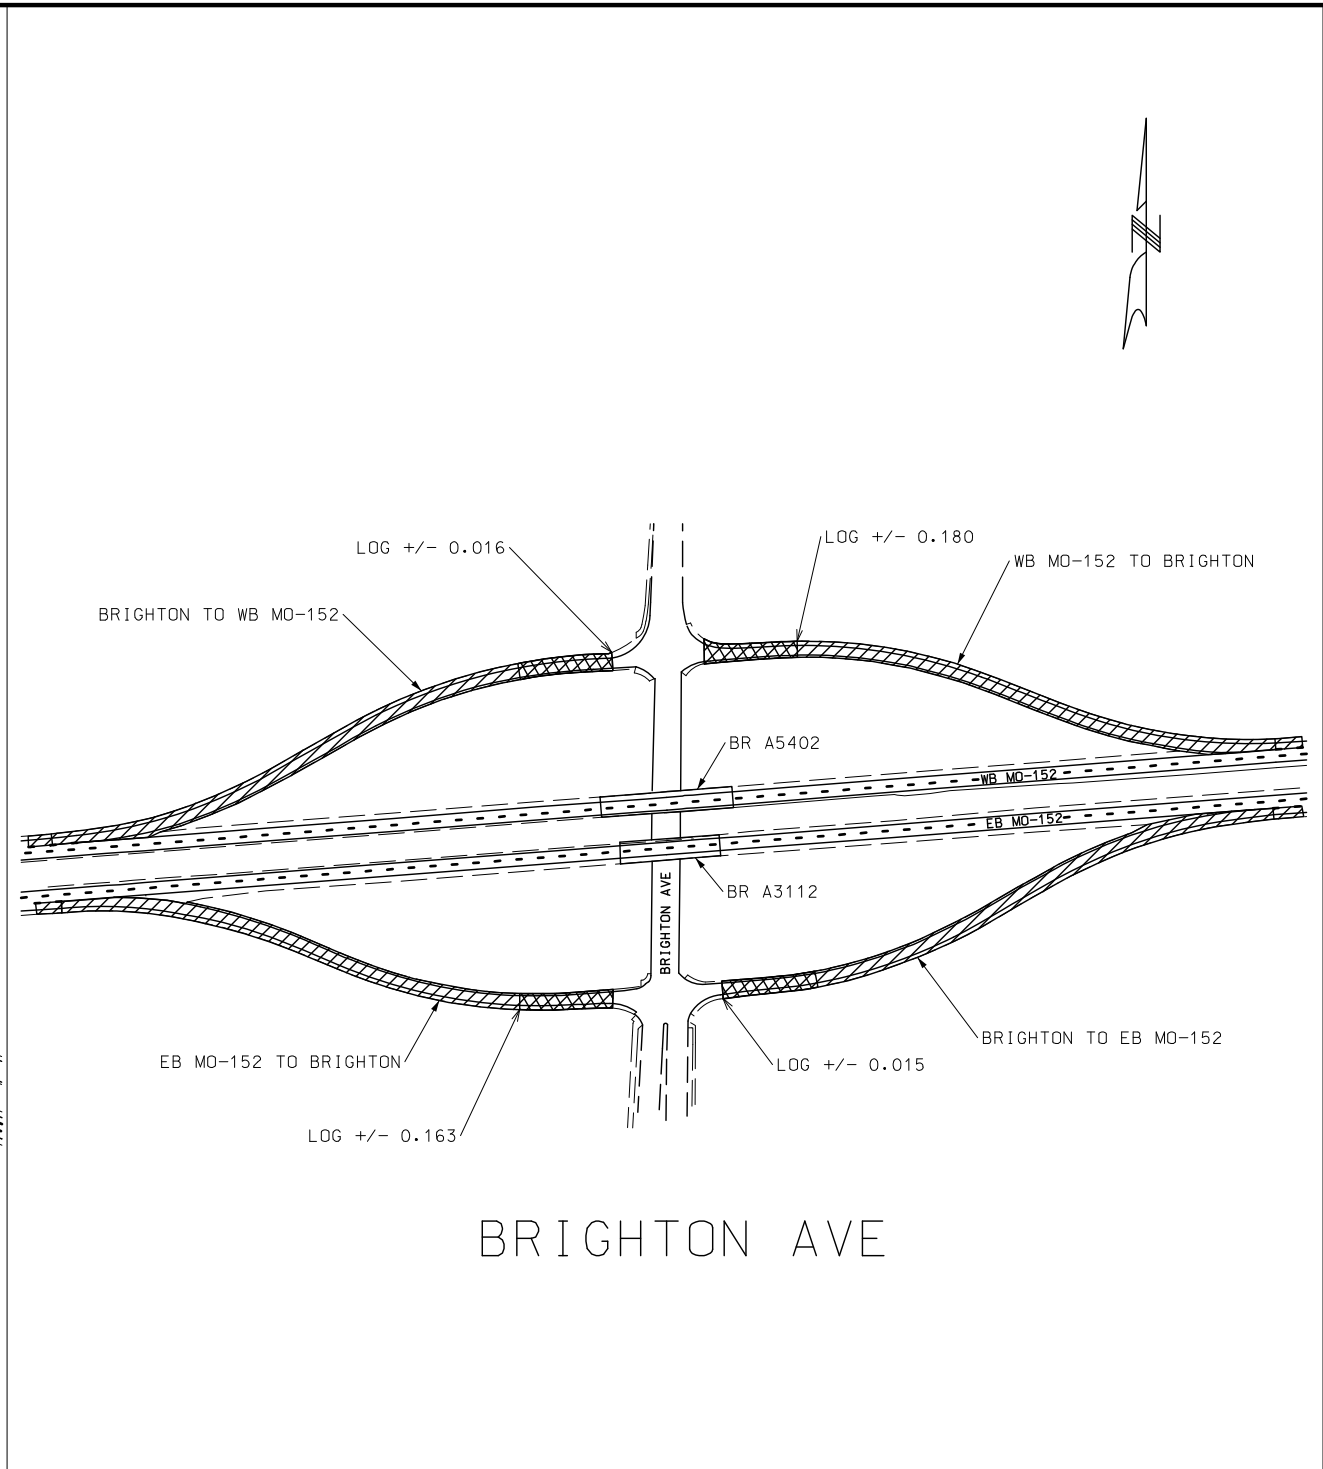 N
LOG +/- 0.016
LOG +/- 0.180
WB MO-152 TO BRIGHTON
BRIGHTON TO WB MO-152
BR A5402
WB MO-152
EB MO-152
BRIGHTON AVE
BR A3112
EB MO-152 TO BRIGHTON
BRIGHTON TO EB MO-152
LOG +/- 0.015
LOG +/- 0.163
BRIGHTON AVE